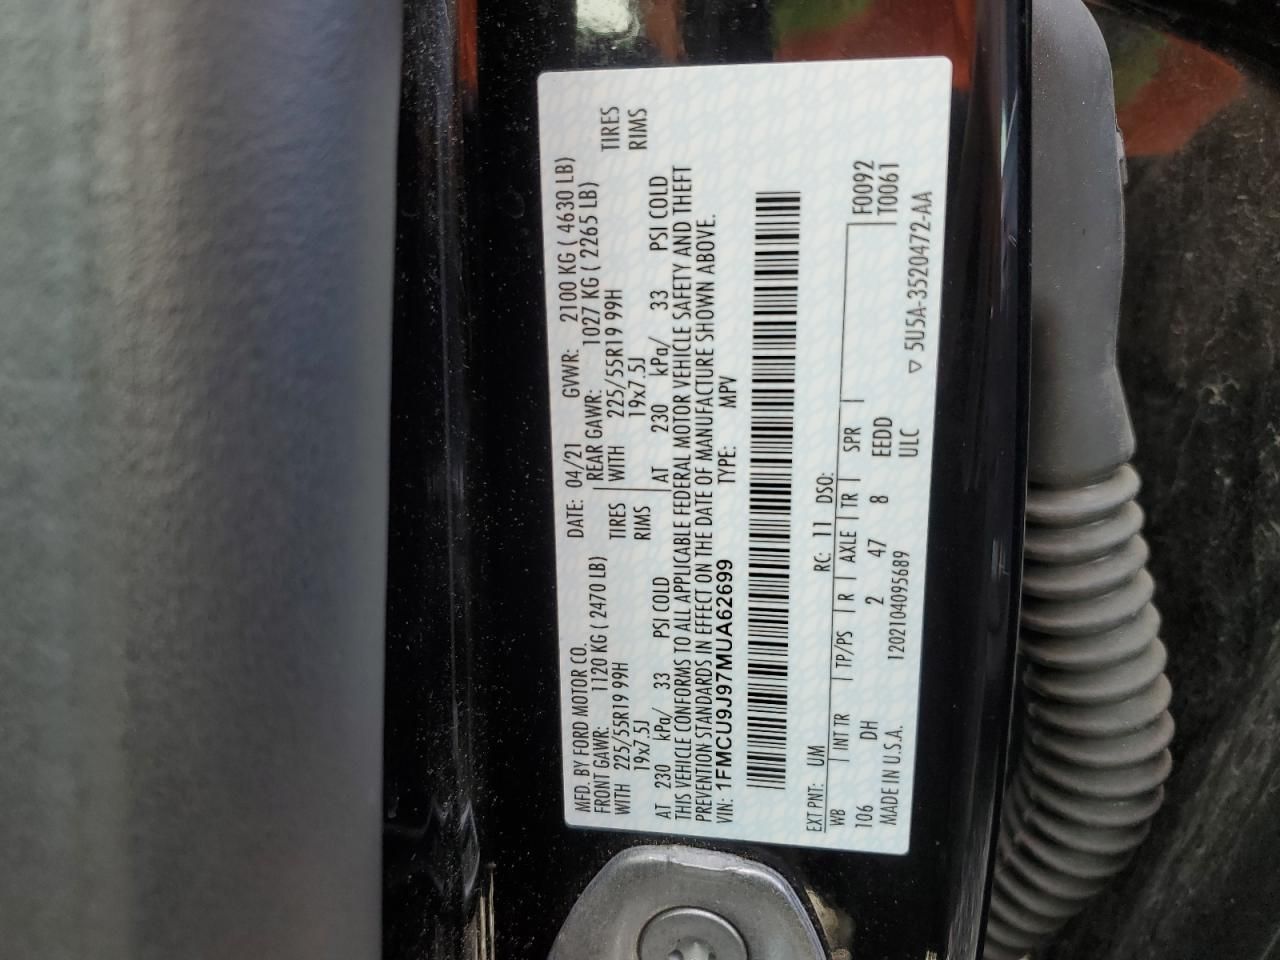 MFD. BY FORD MOTOR CO.
DATE: 04/21 GVWR: 2100 KG ( 4630 LB)
FRONT GAWR: 1120 KG ( 2470 LB) REAR GAWR: 1027 KG ( 2265 LB)
WITH 225/55R19 99H TIRES WITH 225/55R19 99H TIRES
19x7.5J RIMS 19x7.5J RIMS
AT 230 kPa/ 33 PSI COLD AT 230 kPa/ 33 PSI COLD
THIS VEHICLE CONFORMS TO ALL APPLICABLE FEDERAL MOTOR VEHICLE SAFETY AND THEFT
PREVENTION STANDARDS IN EFFECT ON THE DATE OF MANUFACTURE SHOWN ABOVE.
VIN: 1FMCU9J97MUA62699 TYPE: MPV
EXT PNT: UM RC: 11 DSO:
WB INT TR TP/PS R AXLE TR SPR F0092
106 DH 2 47 8 EEDD T0061
MADE IN U.S.A. 120210409​5689 ULC
▽ 5U5A-3520472-AA